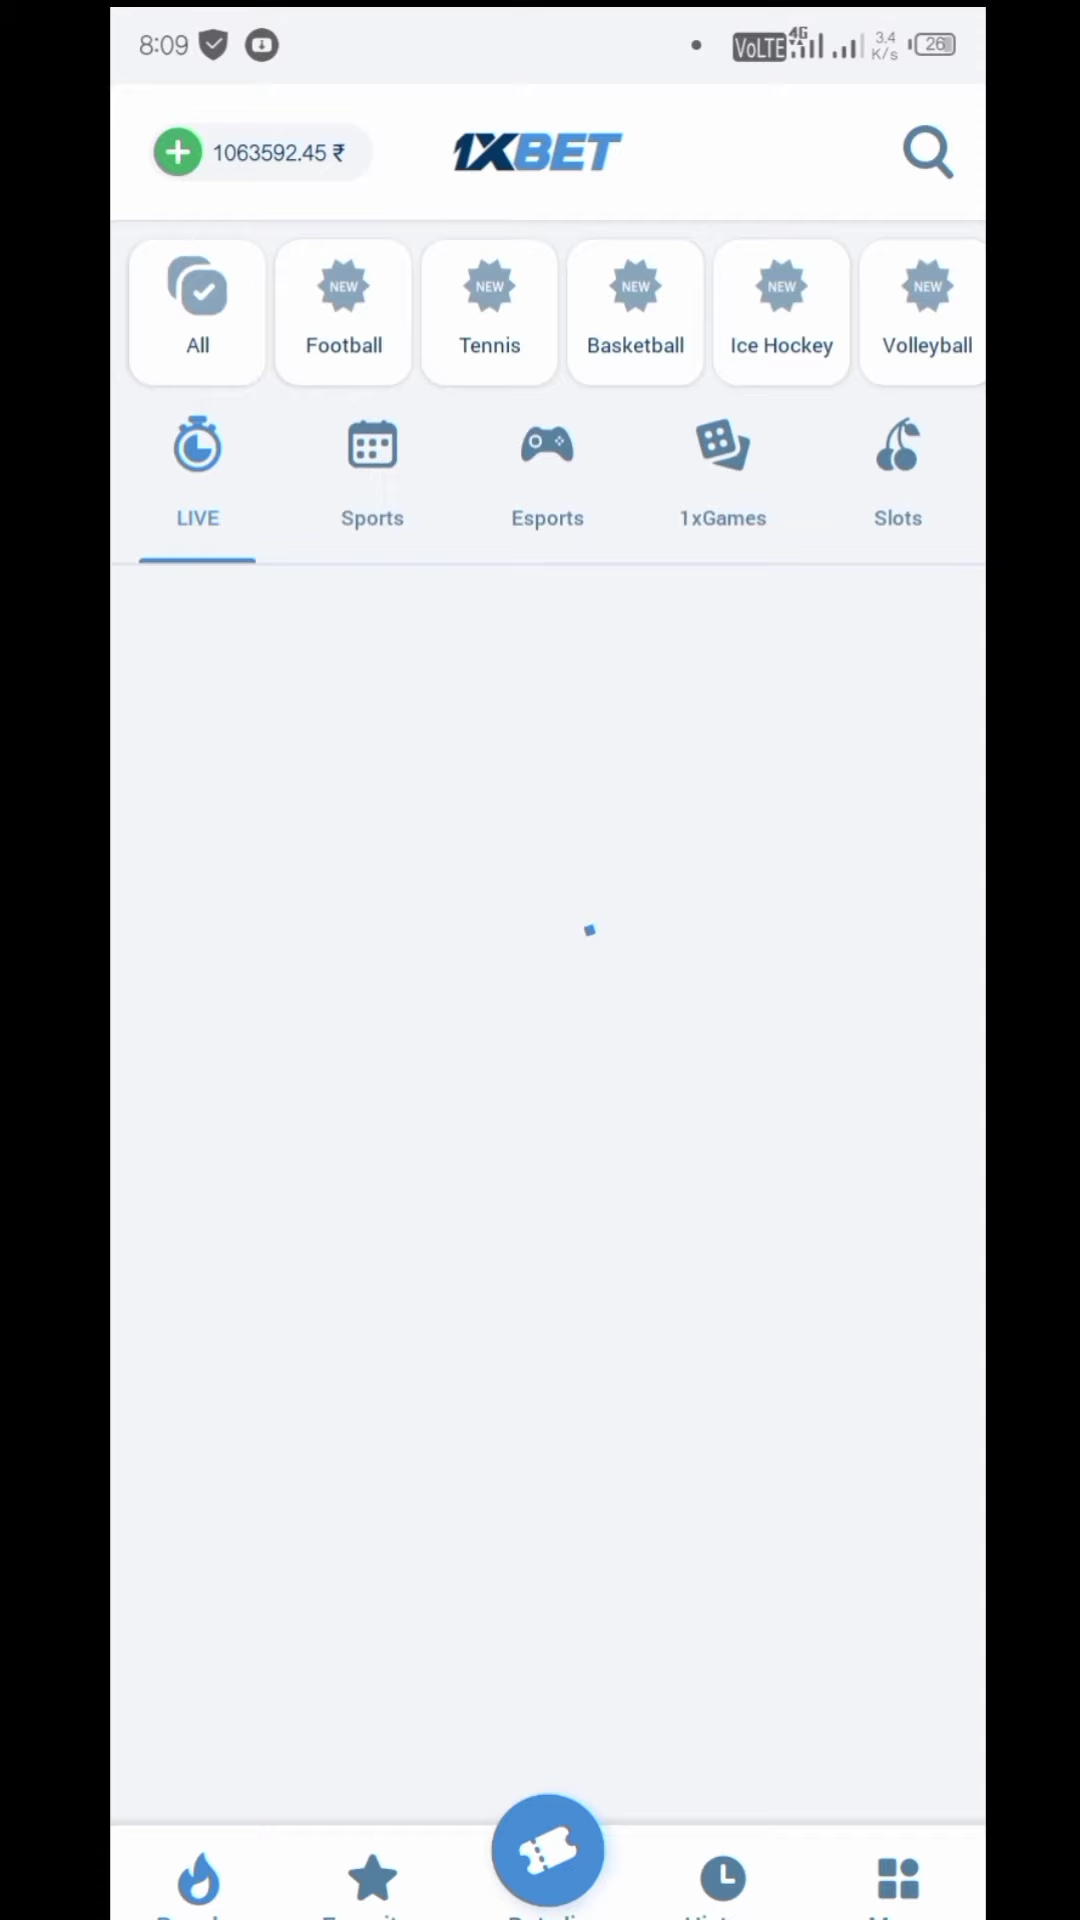 8:09 VoLTE 4G 3.4 K/s 26
1063592.45 ₹ 1XBET
NEW NEW NEW NEW NEW
All Football Tennis Basketball Ice Hockey Volleyball
LIVE Sports Esports 1xGames Slots